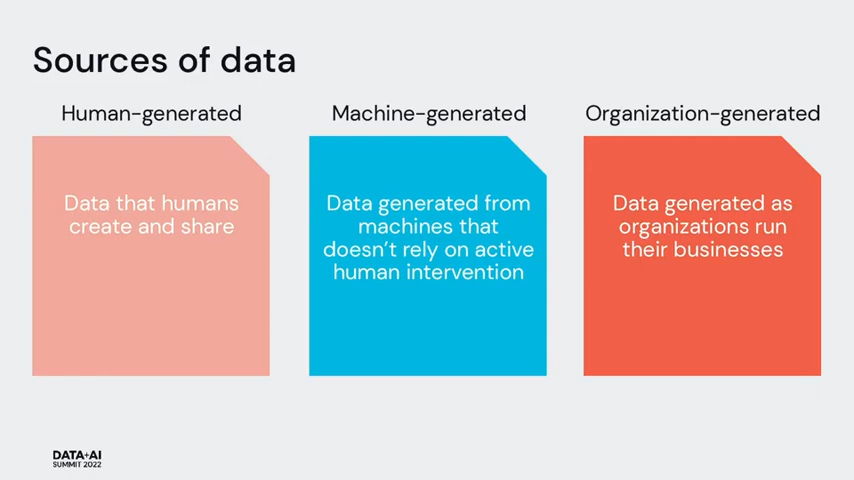 Sources of data
Human-generated
Data that humans
create and share
Machine-generated
Data generated from
machines that
doesn't rely on active
human intervention
Organization-generated
Data generated as
organizations run
their businesses
DATA+AI
SUMMIT 2022